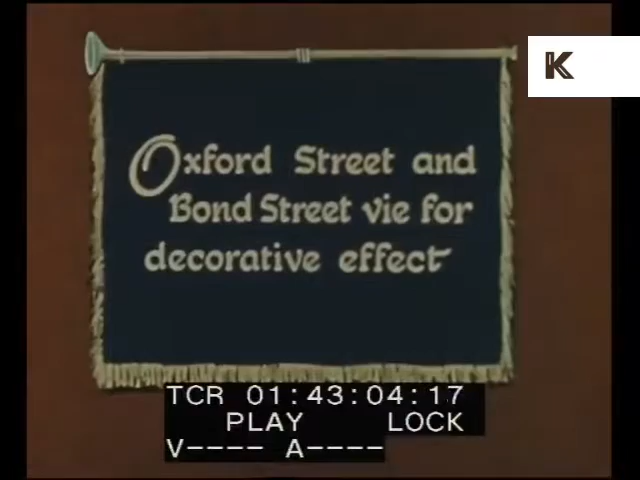 K
Oxford Street and
Bond Street vie for
decorative effect
TCR 01:43:04:17
PLAY LOCK
V---- A----